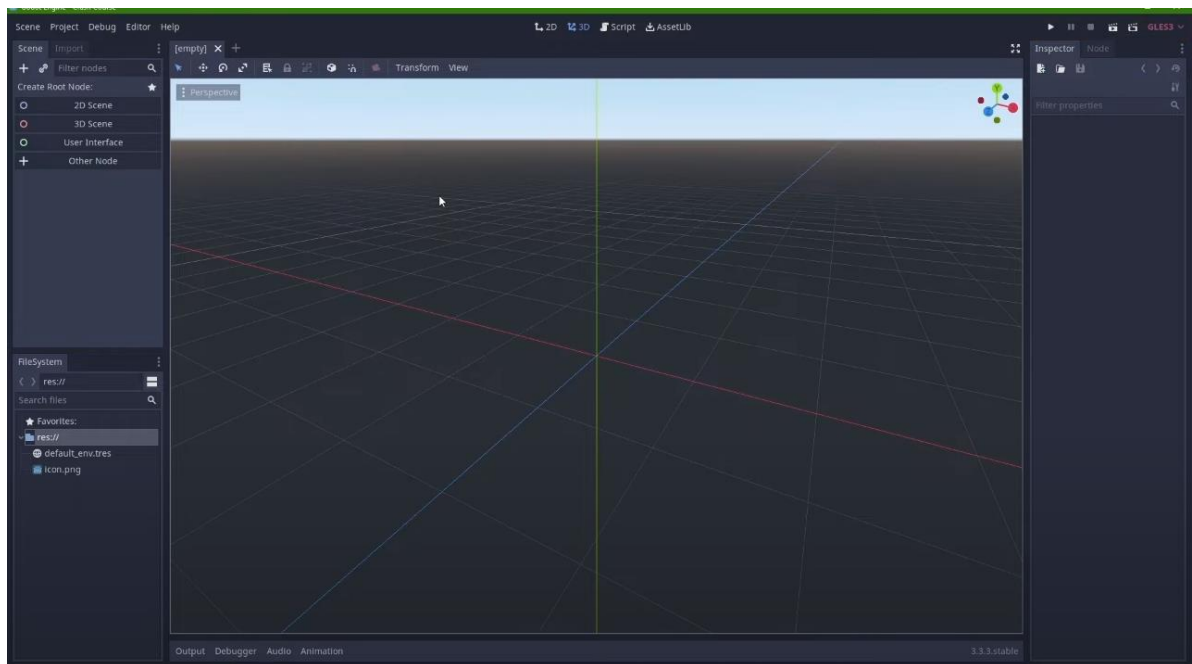 Scene Project Debug Editor Help
2D 3D Script AssetLib
GLES3
Scene Import
[empty]
Inspector Node
Filter nodes
Transform View
Create Root Node:
Perspective
Y
2D Scene
Filter properties
3D Scene
User Interface
Other Node
FileSystem
res://
Search files
Favorites:
res://
default_env.tres
icon.png
Output Debugger Audio Animation
3.3.3.stable